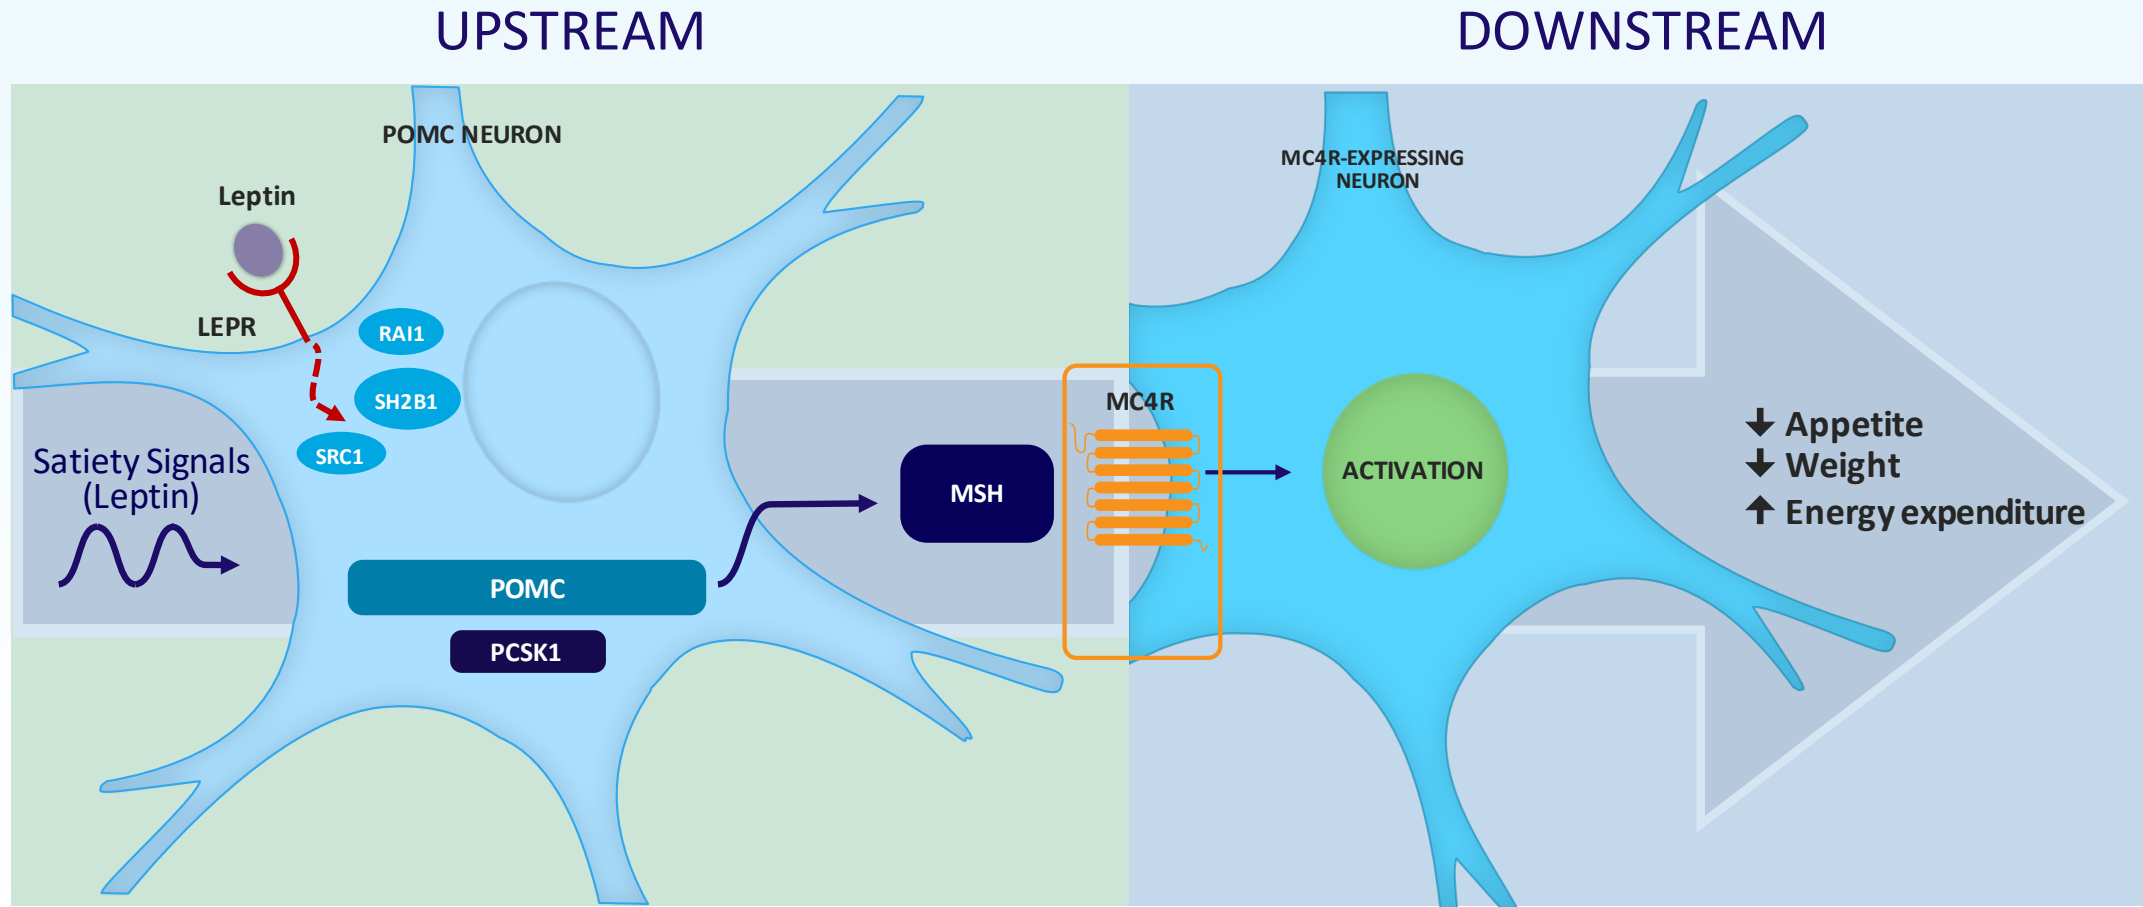 UPSTREAM
DOWNSTREAM
POMC NEURON
Leptin
LEPR
RAI1
SH2B1
SRC1
Satiety Signals
(Leptin)
POMC
PCSK1
MSH
MC4R
MC4R-EXPRESSING
NEURON
ACTIVATION
Appetite
Weight
Energy expenditure